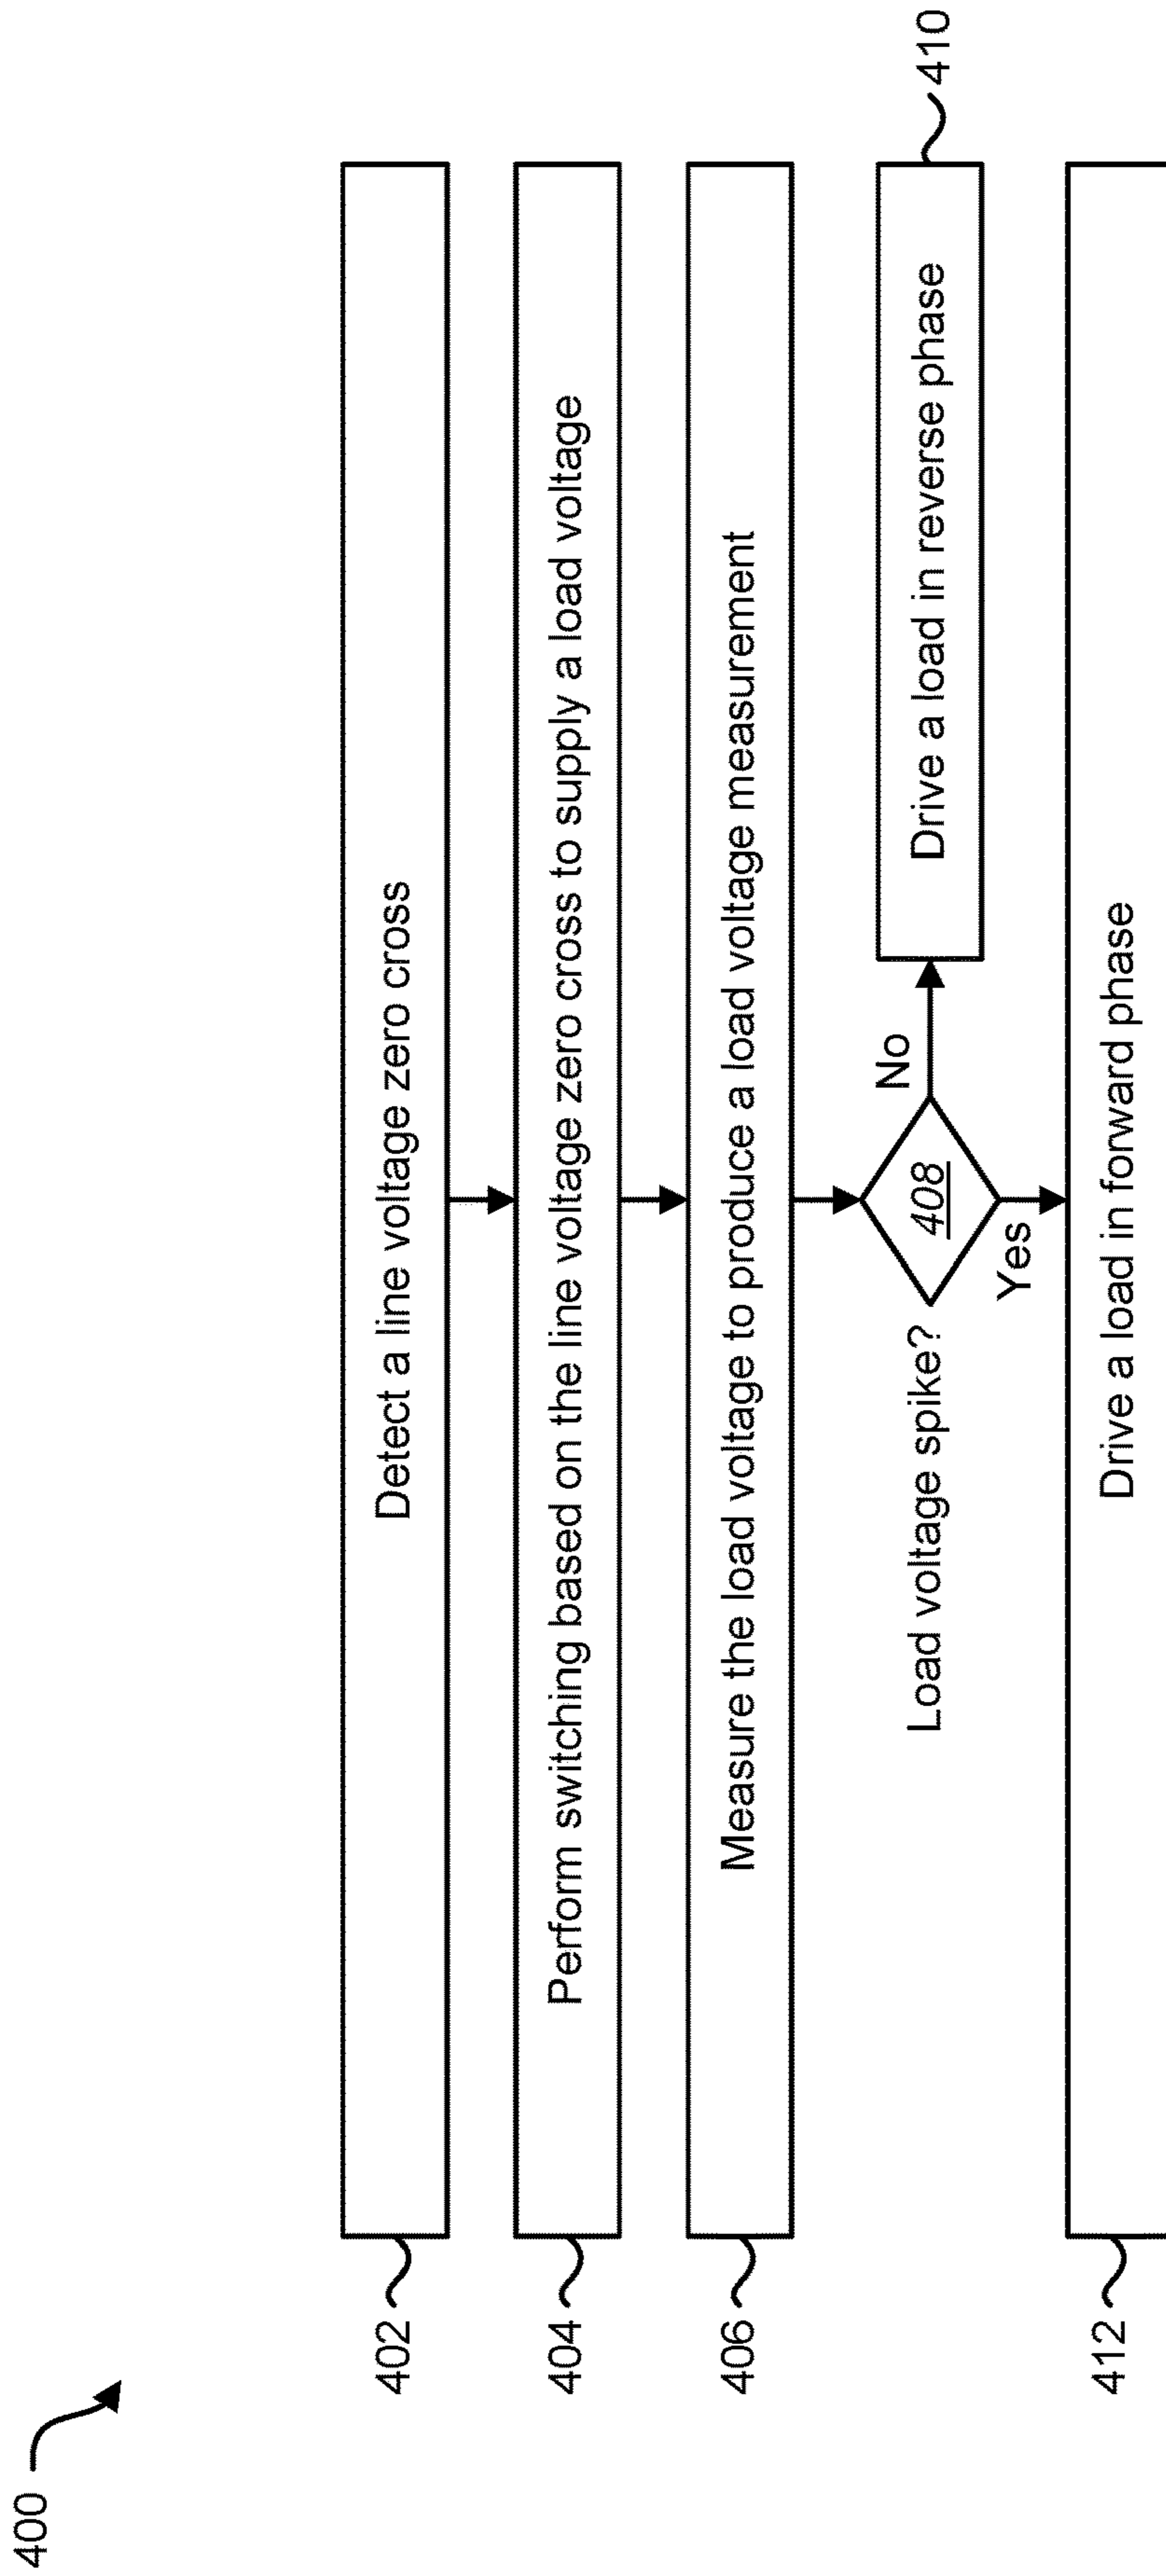 400
402
Detect a line voltage zero cross
404
Perform switching based on the line voltage zero cross to supply a load voltage
406
Measure the load voltage to produce a load voltage measurement
Load voltage spike?
408
No
Drive a load in reverse phase
410
Yes
412
Drive a load in forward phase